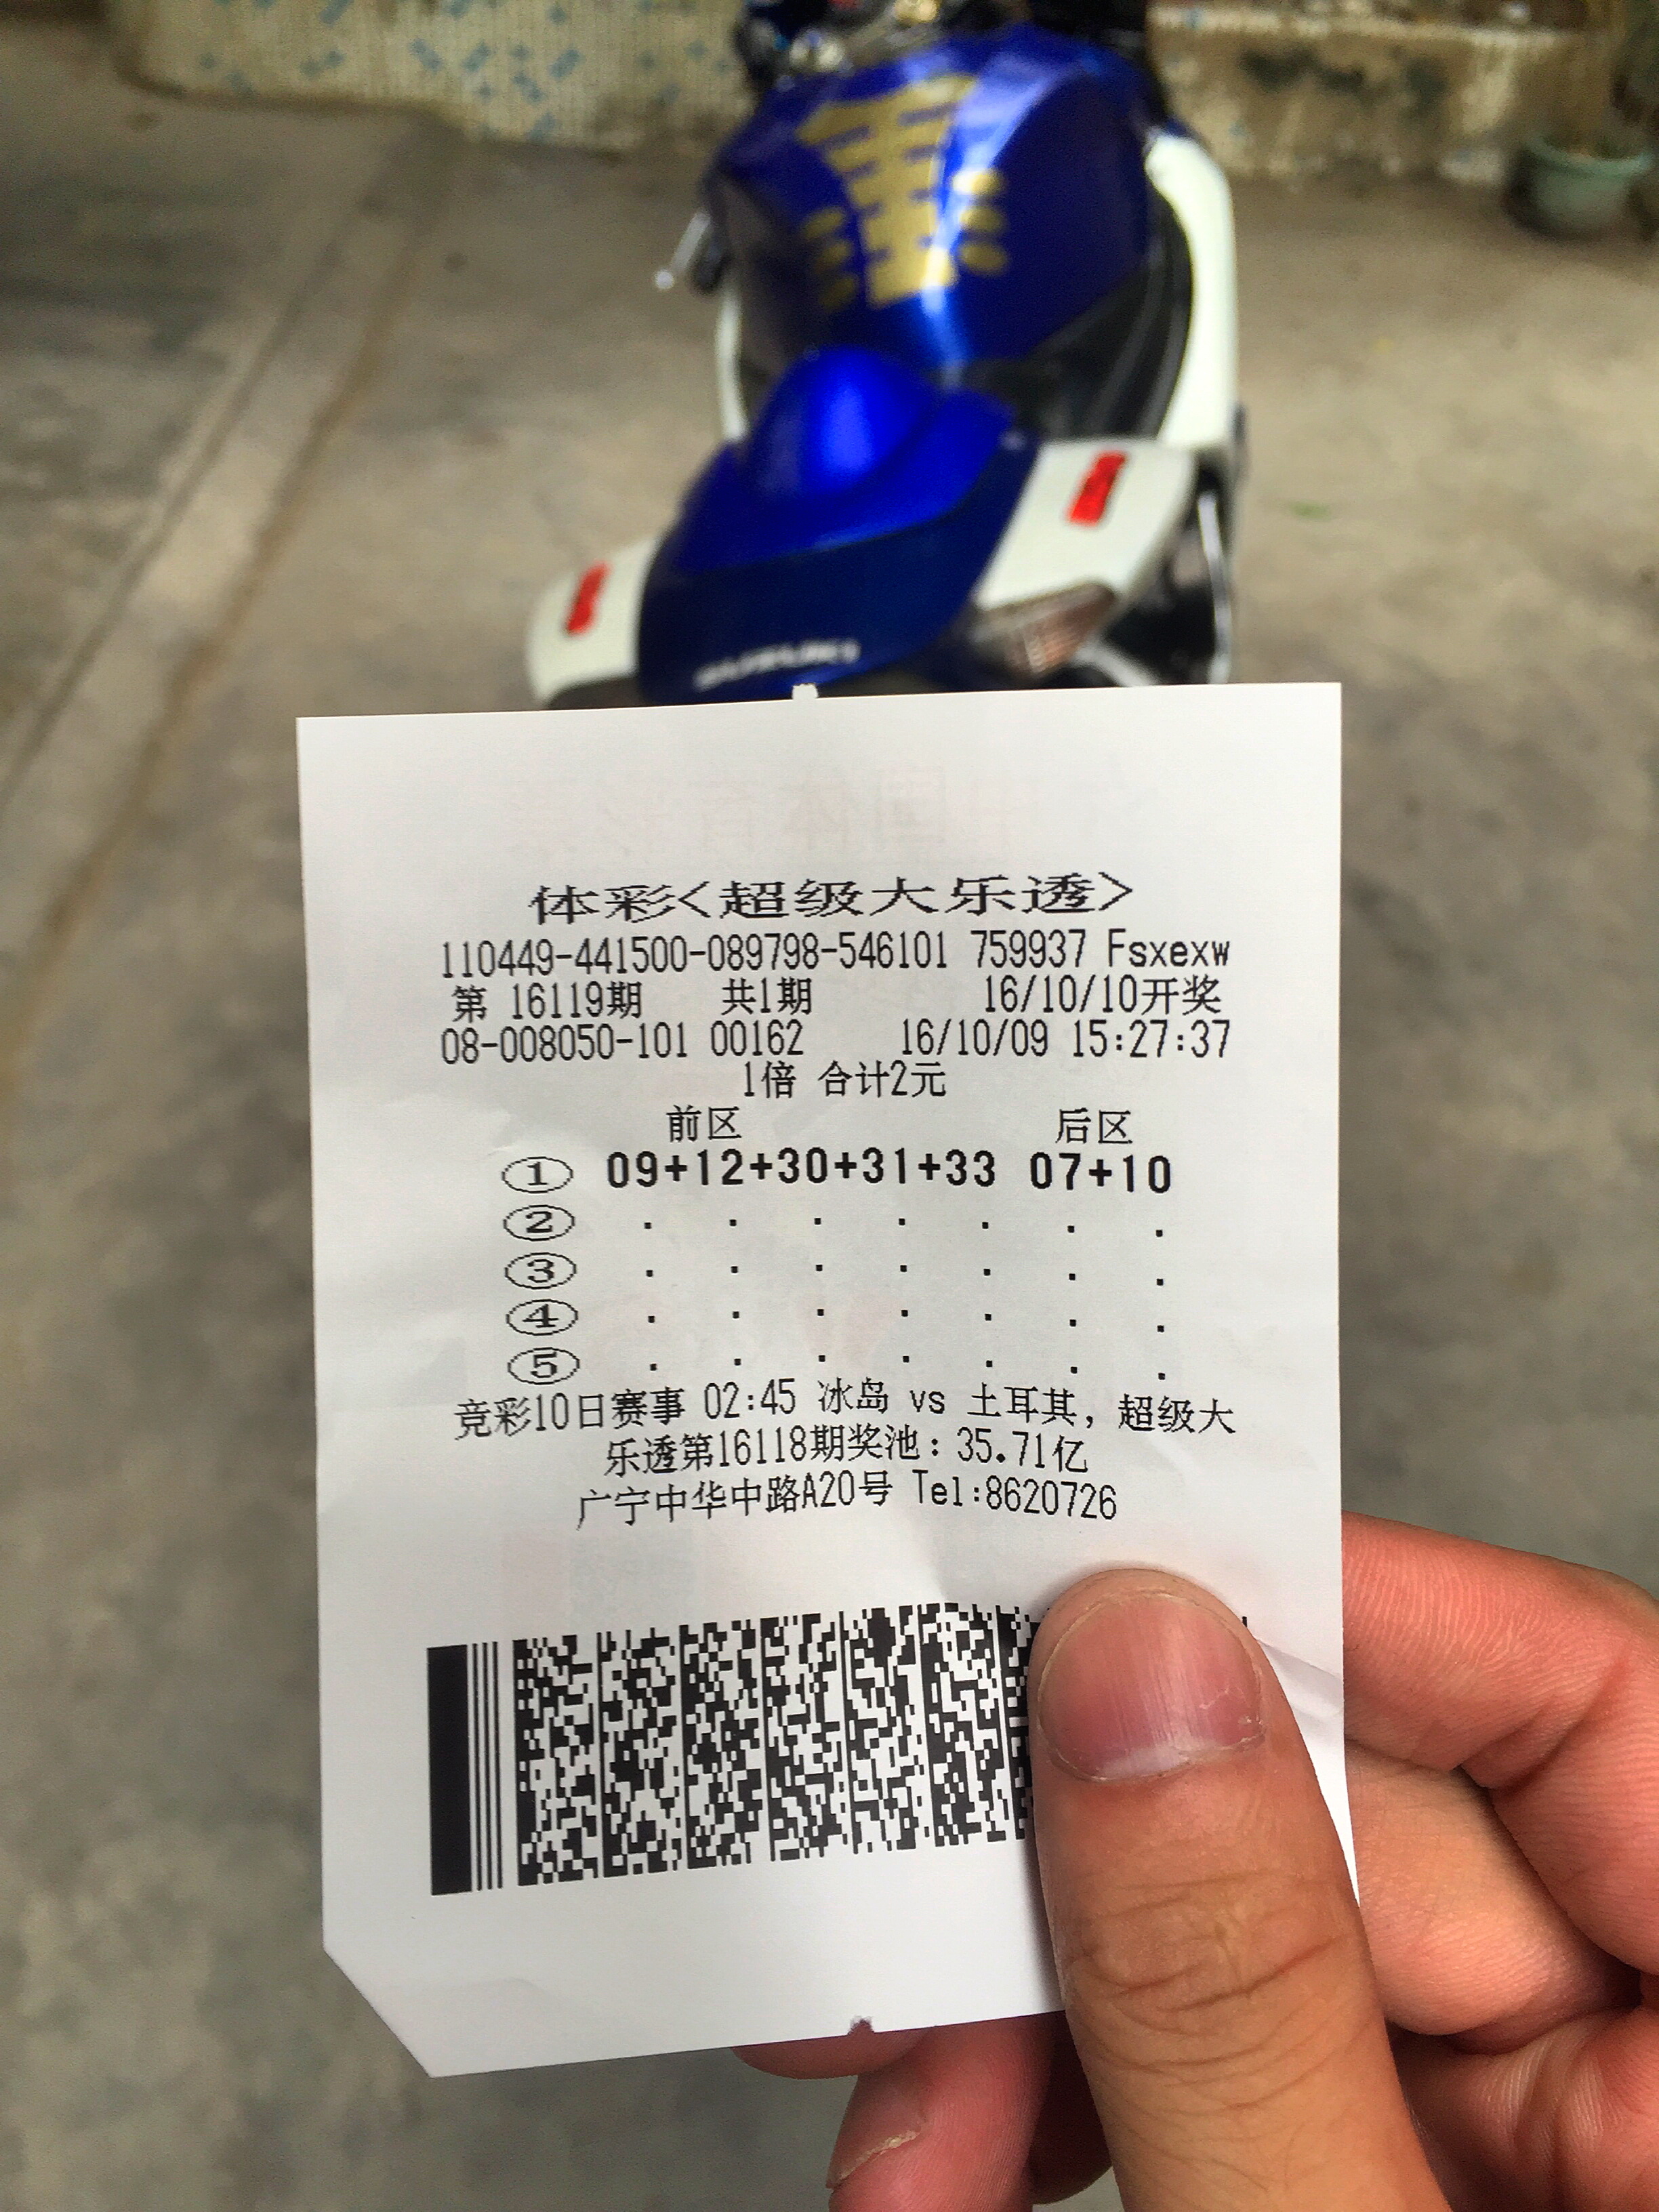 SUZUKI
体彩<超级大乐透>
110449-441500-089798-546101 759937 Fsxexw
第 16119期 共1期 16/10/10开奖
08-008050-101 00162 16/10/09 15:27:37
1倍 合计2元
前区 后区
① 09+12+30+31+33 07+10
② . . . . . . .
③ . . . . . . .
④ . . . . . . .
⑤ . . . . . . .
竞彩10日赛事 02:45 冰岛 vs 土耳其, 超级大
乐透第16118期奖池: 35.71亿
广宁中华中路A20号 Tel:8620726